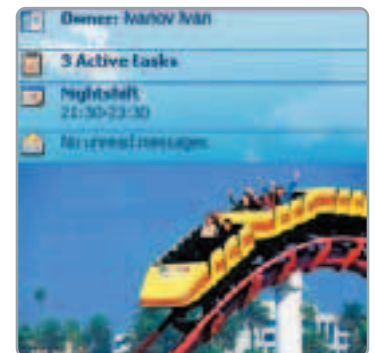 Owner: Ivanov Ivan
3 Active tasks
Nightshift
21:30-23:30
No unread messages